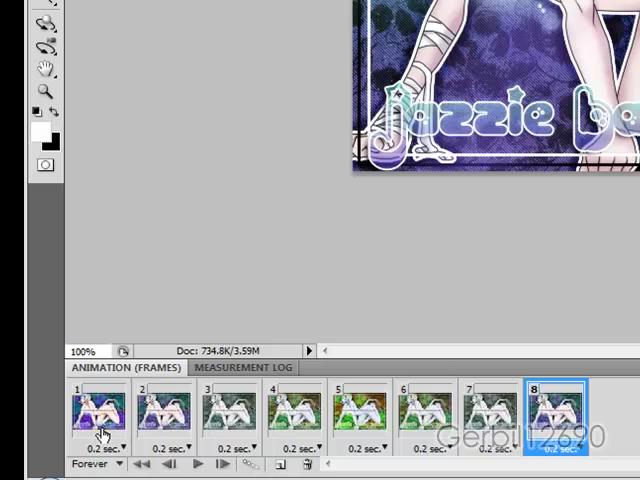 jazzie be
100% Doc: 734.8K/3.59M
ANIMATION (FRAMES) MEASUREMENT LOG
1 2 3 4 5 6 7 8
0.2 sec. 0.2 sec. 0.2 sec. 0.2 sec. 0.2 sec. 0.2 sec. 0.2 sec. 0.2 sec.
Gerbil12690
Forever